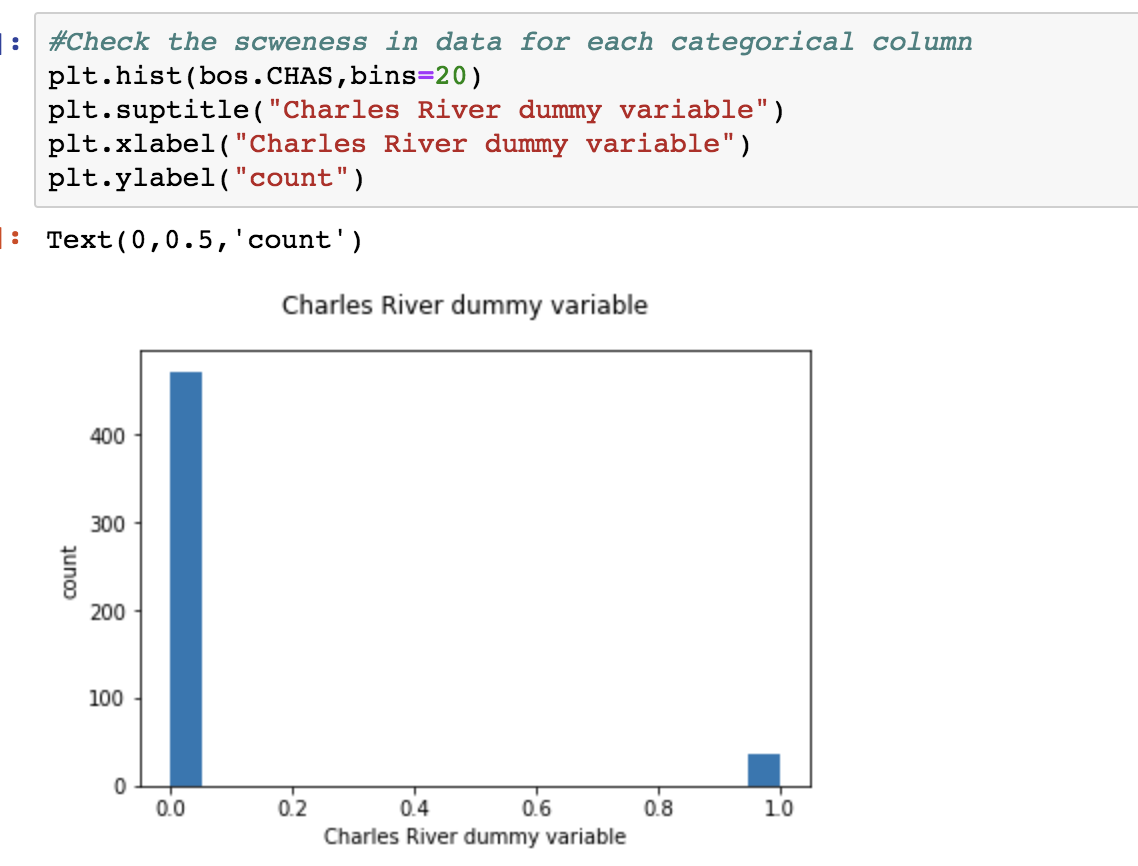 ]: #Check the scweness in data for each categorical column
plt.hist(bos.CHAS,bins=20)
plt.suptitle("Charles River dummy variable")
plt.xlabel("Charles River dummy variable")
plt.ylabel("count")
]: Text(0,0.5,'count')
Charles River dummy variable
400
300
200
100
0
count
0.0 0.2 0.4 0.6 0.8 1.0
Charles River dummy variable